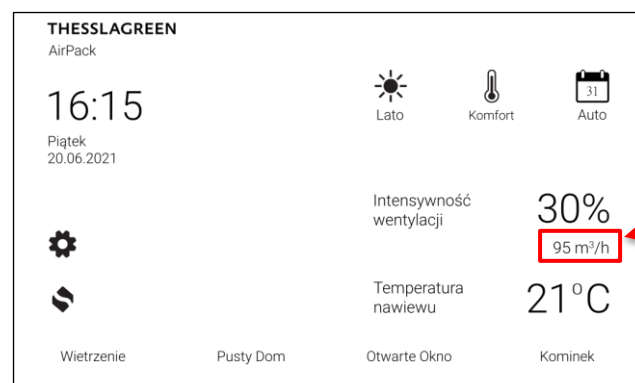 THESSLAGREEN
AirPack
16:15
Piątek
20.06.2021
Lato
Komfort
31
Auto
Intensywność
wentylacji
30%
95 m³/h
Temperatura
nawiewu
21°C
Wietrzenie Pusty Dom Otwarte Okno Kominek